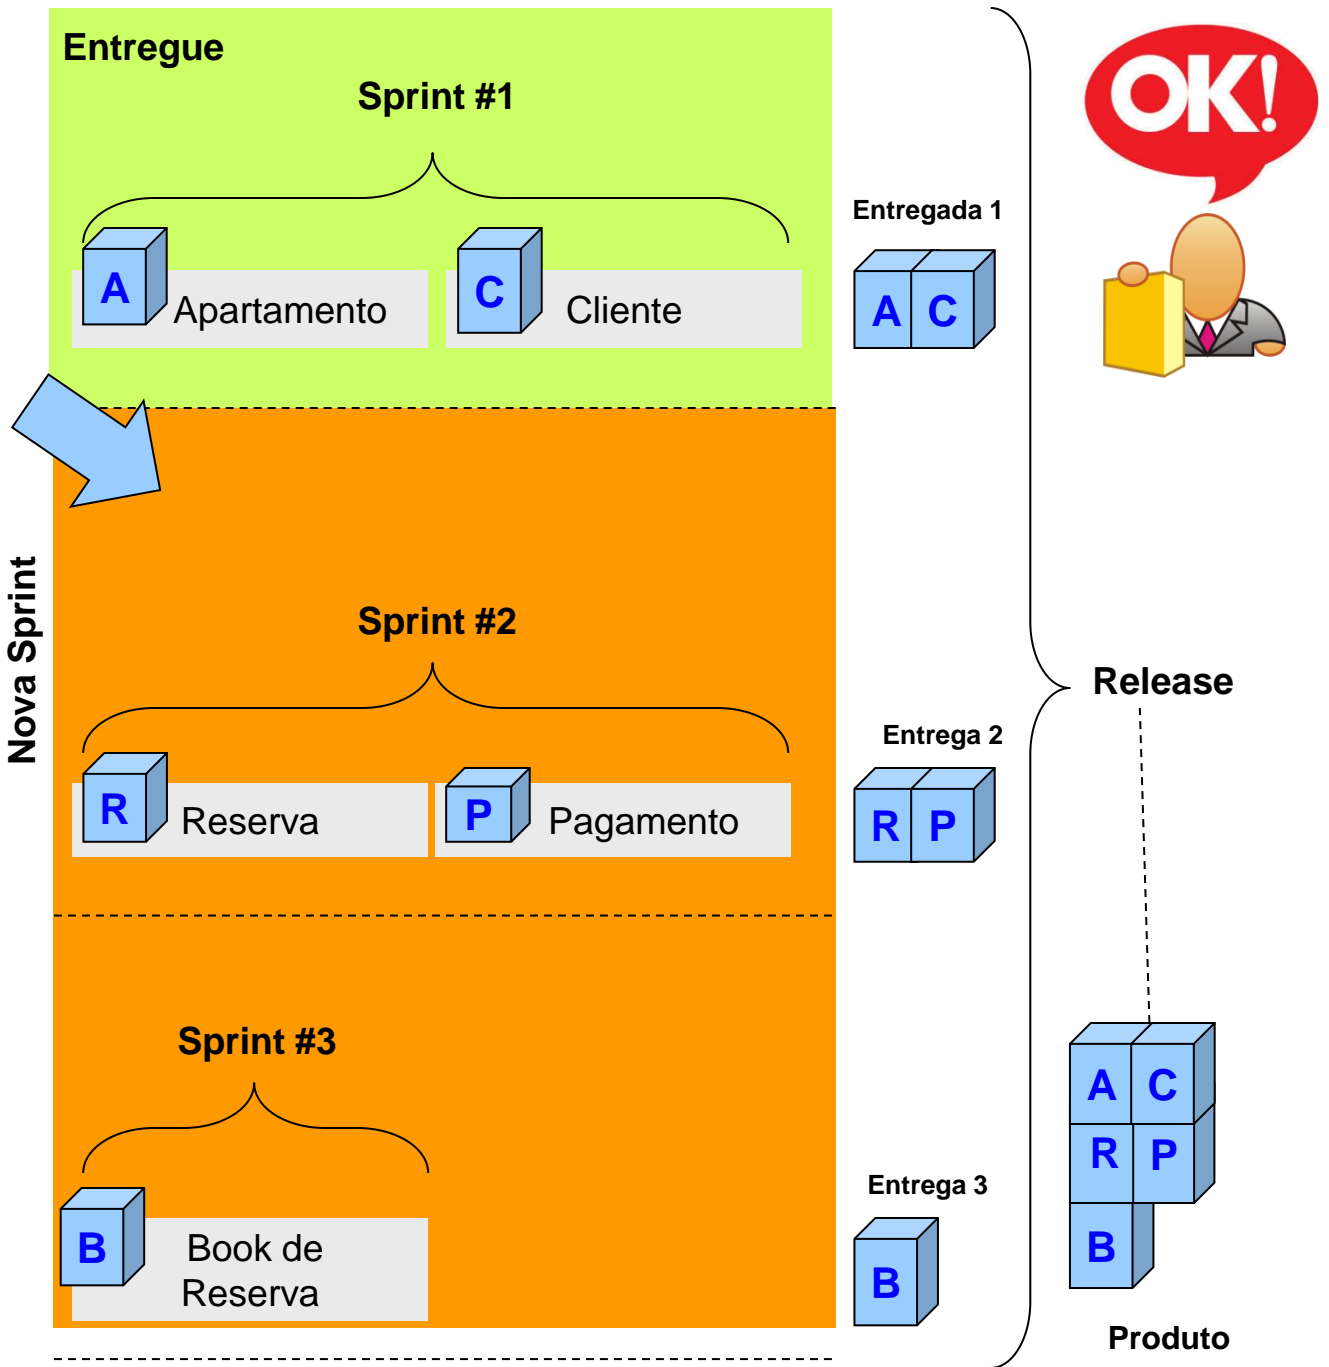 Entregue
Sprint #1
OK!
Entregada 1
A
Apartamento
C
Cliente
A C
Nova Sprint
Sprint #2
Release
Entrega 2
R
Reserva
P
Pagamento
R P
Sprint #3
A C
R P
B
Entrega 3
B
Book de
Reserva
B
Produto